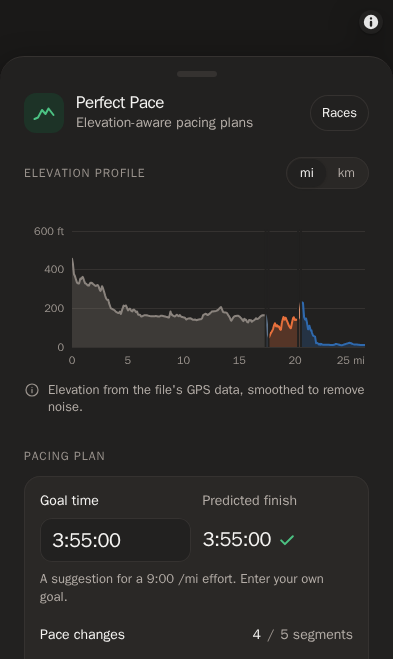 Perfect Pace
Elevation-aware pacing plans
Races
ELEVATION PROFILE
mi
km
600 ft
400
200
0
0
5
10
15
20
25 mi
Elevation from the file's GPS data, smoothed to remove
noise.
PACING PLAN
Goal time
Predicted finish
3:55:00
3:55:00
A suggestion for a 9:00 /mi effort. Enter your own
goal.
Pace changes
4 / 5 segments